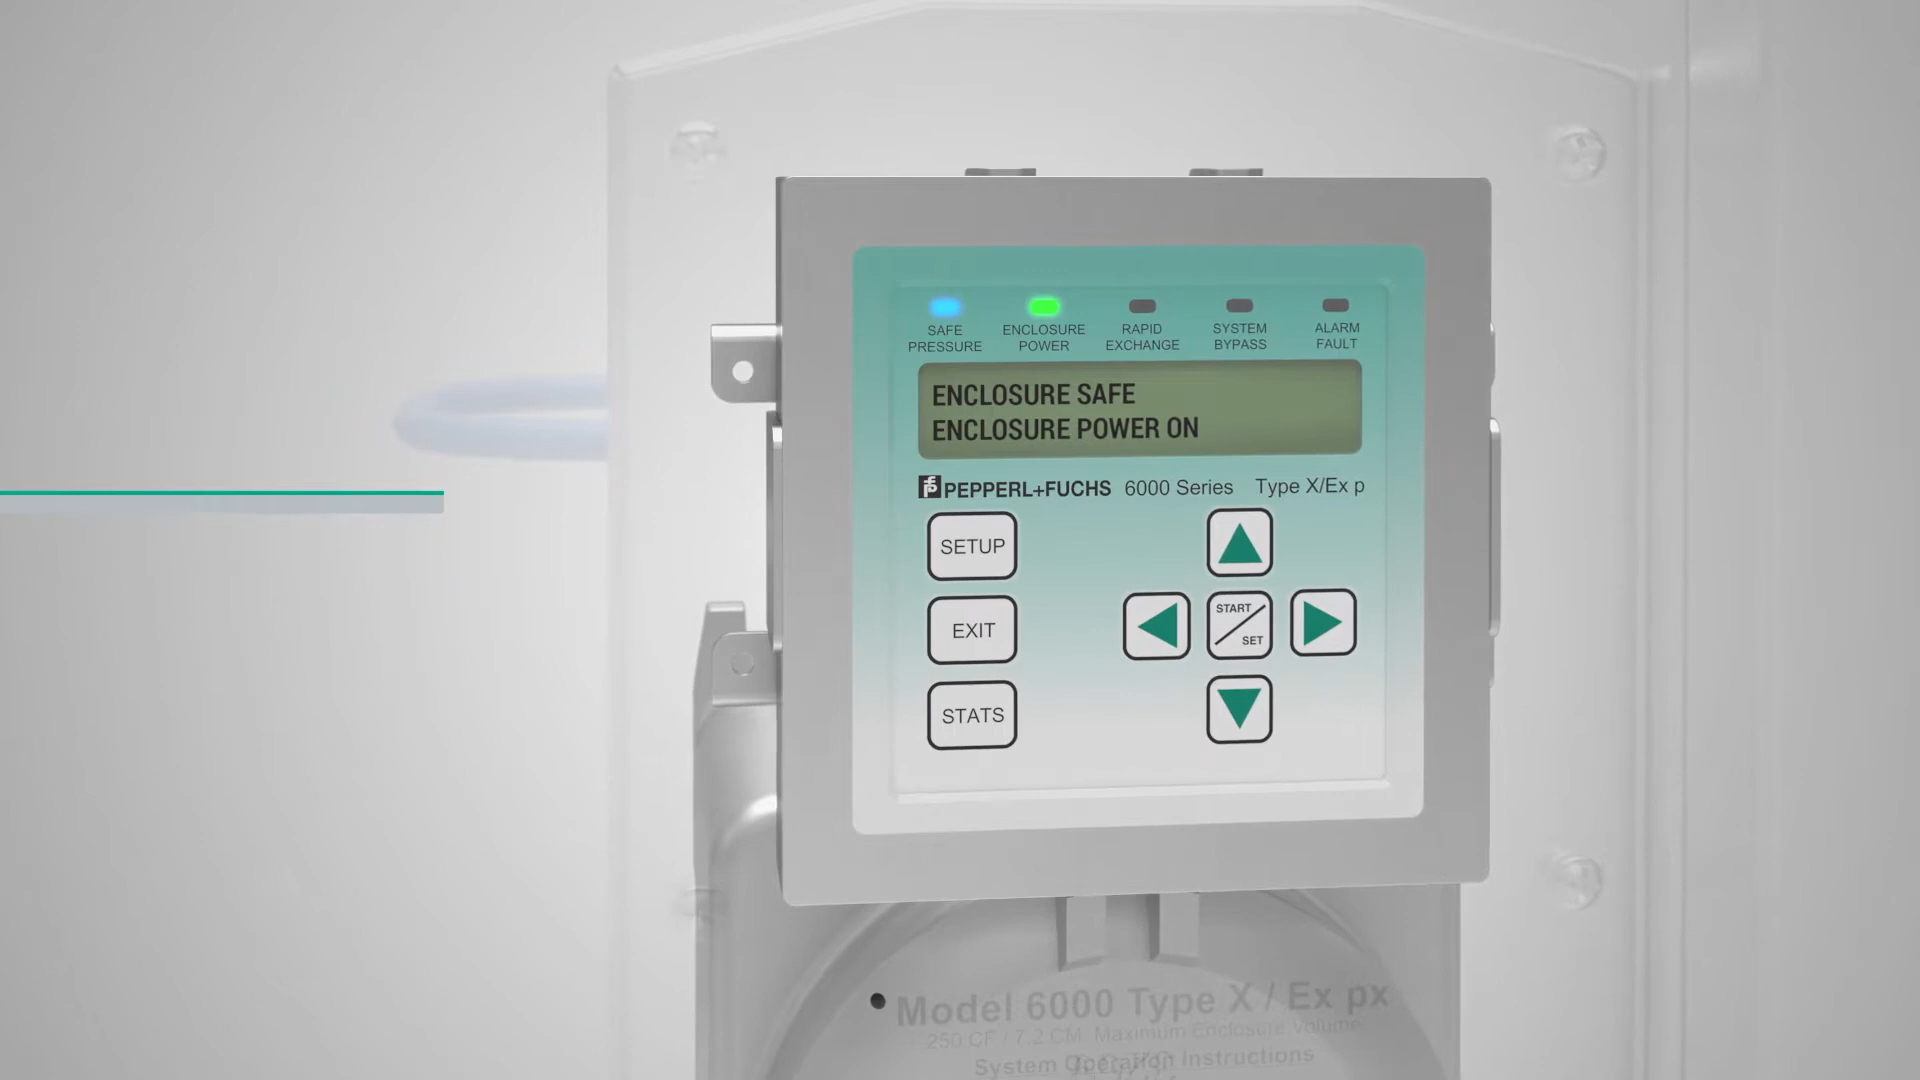 SAFE PRESSURE
ENCLOSURE POWER
RAPID EXCHANGE
SYSTEM BYPASS
ALARM FAULT
ENCLOSURE SAFE
ENCLOSURE POWER ON
PEPPERL+FUCHS 6000 Series Type X/Ex p
SETUP
EXIT
START
SET
STATS
Model 6000 Type X / Ex px
250 CF / 7.2 CM Maximum Enclosure Volume
System Operation Instructions